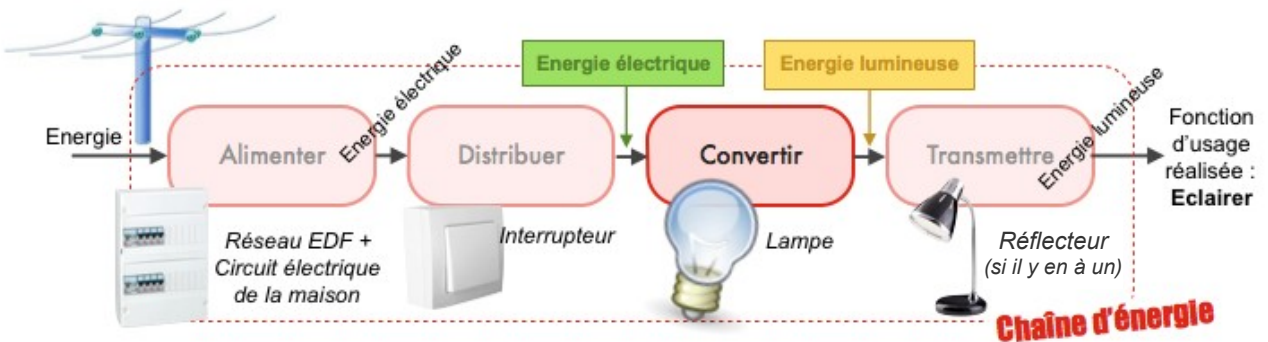 Energie électrique
Energie lumineuse
Energie
Alimenter
Energie électrique
Distribuer
Convertir
Transmettre
Energie lumineuse
Fonction
d'usage
réalisée :
Eclairer
Réseau EDF +
Circuit électrique
de la maison
Interrupteur
Lampe
Réflecteur
(si il y en à un)
Chaîne d'énergie